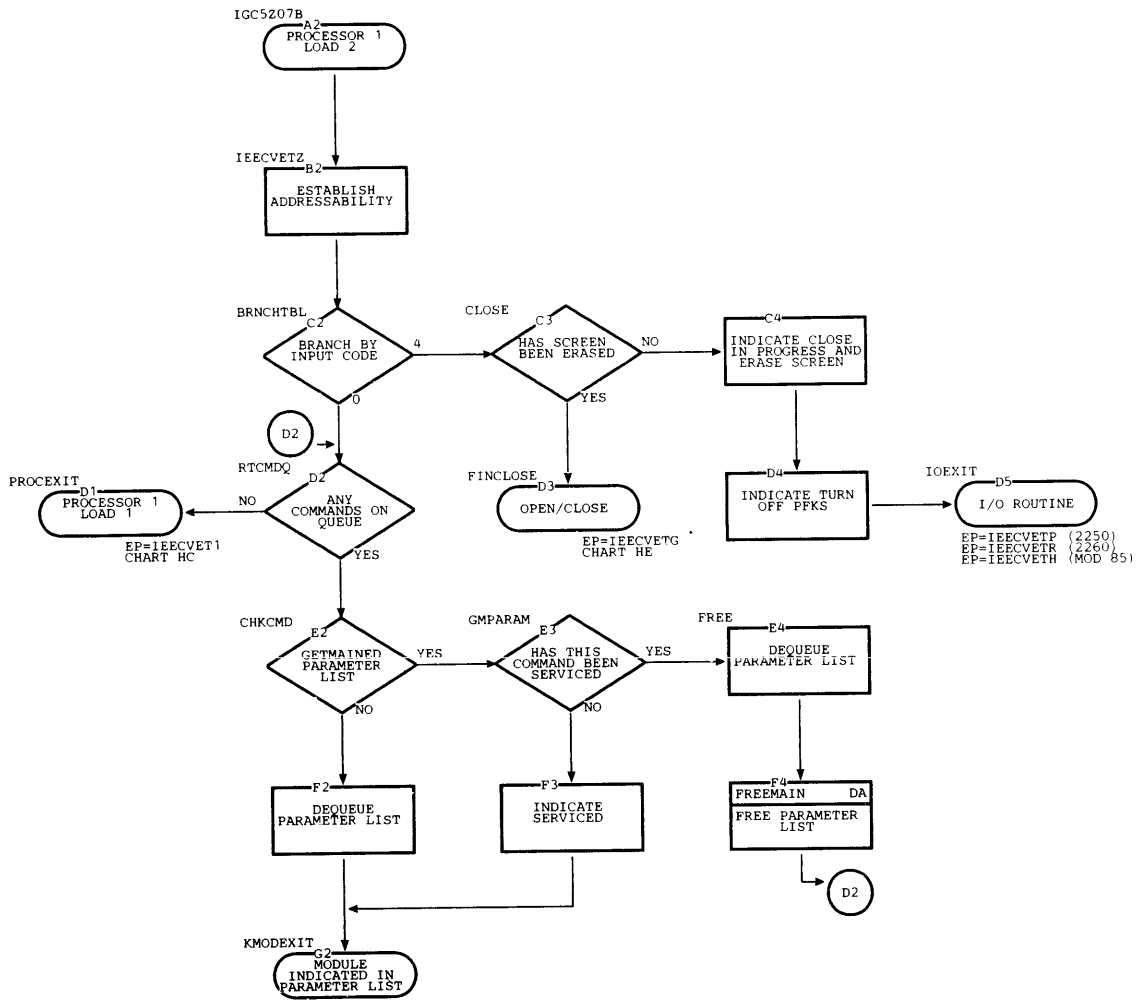 IGC5Z07B
A2
PROCESSOR 1
LOAD 2
IEECVETZ
B2
ESTABLISH
ADDRESSABILITY
BRNCHTBL
C2
BRANCH BY
INPUT CODE
4
0
CLOSE
C3
HAS SCREEN
BEEN ERASED
NO
YES
C4
INDICATE CLOSE
IN PROGRESS AND
ERASE SCREEN
D2
RTCMDQ
D2
ANY
COMMANDS ON
QUEUE
NO
YES
PROCEXIT
D1
PROCESSOR 1
LOAD 1
EP=IEECVET1
CHART HC
FINCLOSE
D3
OPEN/CLOSE
EP=IEECVETG
CHART HE
D4
INDICATE TURN
OFF PFKS
IOEXIT
D5
I/O ROUTINE
EP=IEECVETP (2250)
EP=IEECVETR (2260)
EP=IEECVETH (MOD 85)
CHKCMD
E2
GETMAINED
PARAMETER
LIST
YES
NO
GMPARAM
E3
HAS THIS
COMMAND BEEN
SERVICED
YES
NO
FREE
E4
DEQUEUE
PARAMETER LIST
F2
DEQUEUE
PARAMETER LIST
F3
INDICATE
SERVICED
F4
FREEMAIN DA
FREE PARAMETER
LIST
D2
KMODEXIT
G2
MODULE
INDICATED IN
PARAMETER LIST